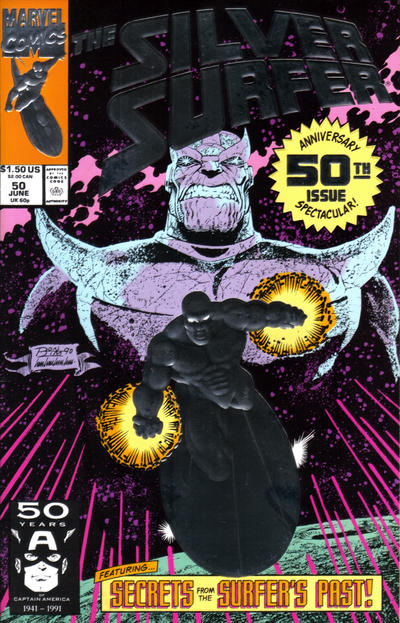 MARVEL
COMICS
THE SILVER
SURFER
$1.50 US
$2.00 CAN
50
JUNE
UK 60p
APPROVED
BY THE
COMICS
CODE
AUTHORITY
ANNIVERSARY
50TH
ISSUE
SPECTACULAR!
50
YEARS
A
OF
CAPTAIN AMERICA
1941-1991
FEATURING...
SECRETS FROM THE SURFER'S PAST!